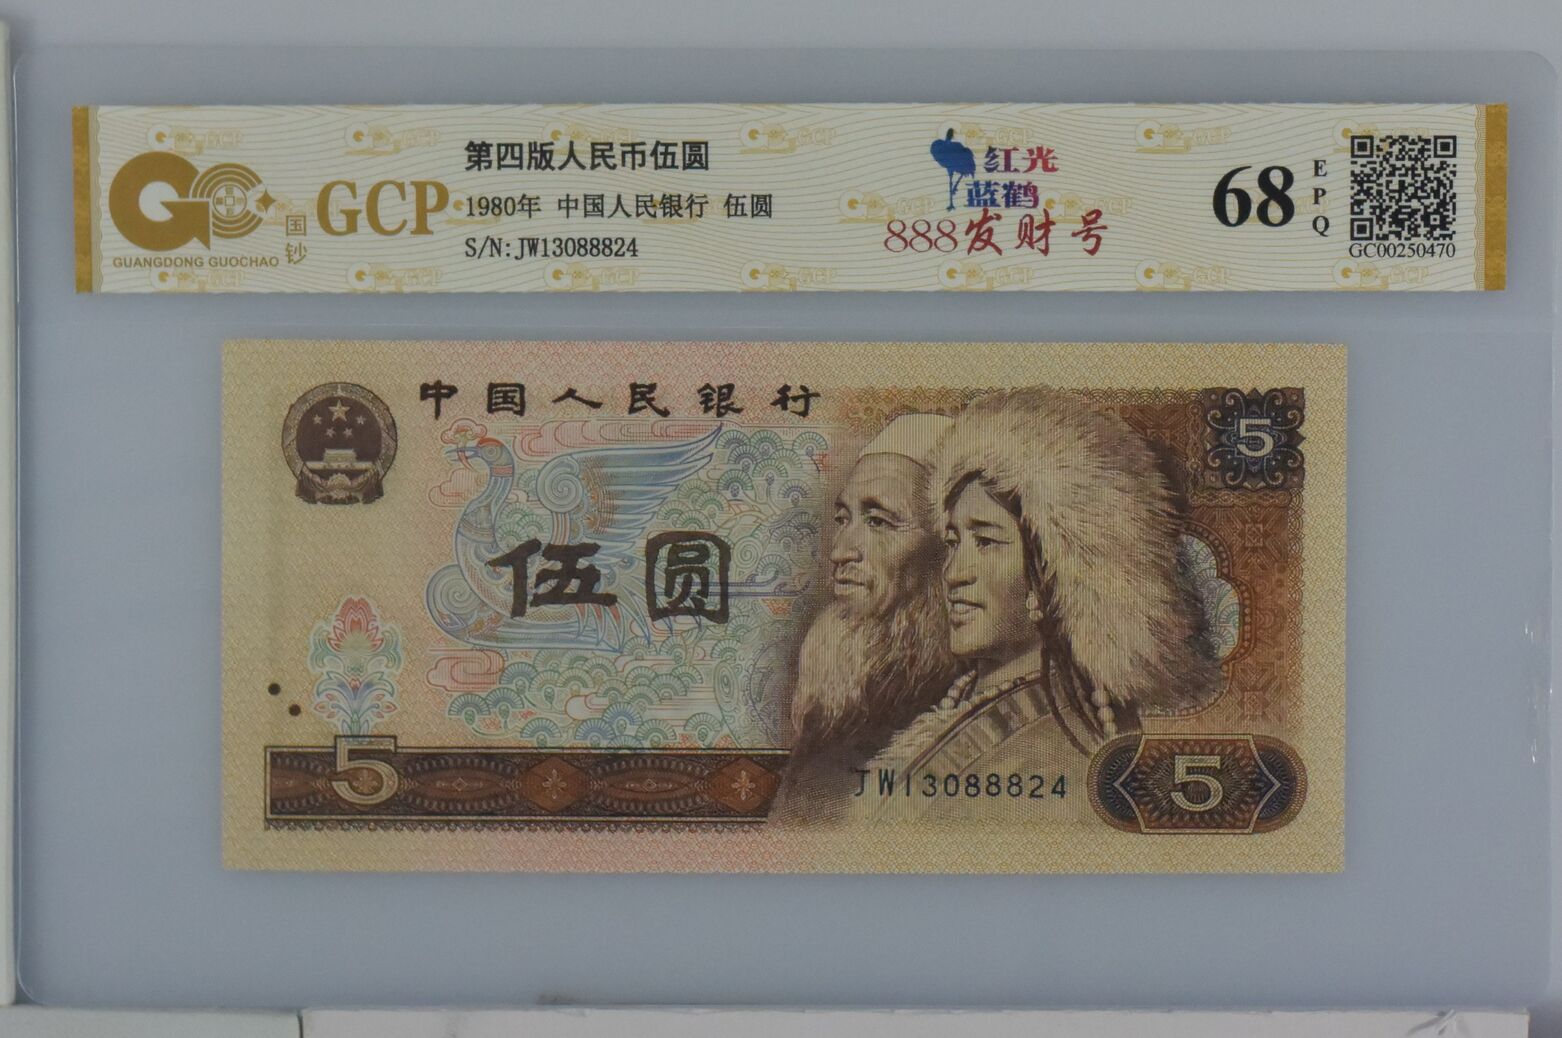 GCP
国钞
GUANGDONG GUOCHAO
第四版人民币伍圆
1980年 中国人民银行 伍圆
S/N:JW13088824
红光
蓝鹤
888发财号
68
EPQ
GC00250470
中国人民银行
5
伍圆
5
JW13088824
5